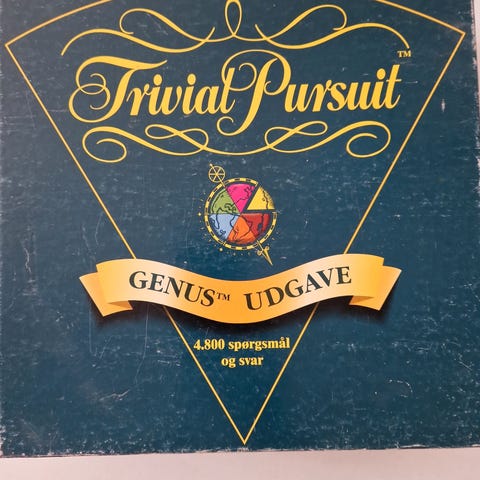 Trivial Pursuit™
GENUS™ UDGAVE
4.800 spørgsmål
og svar